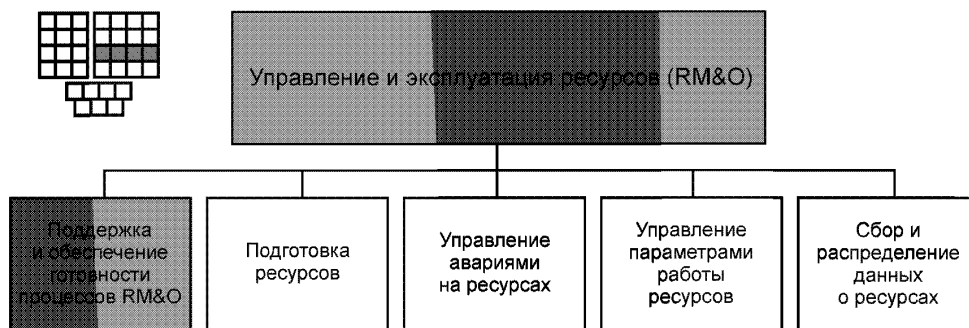 Управление и эксплуатация ресурсов (RM&O)
Поддержка
и обеспечение
готовности
процессов RM&O
Подготовка
ресурсов
Управление
авариями
на ресурсах
Управление
параметрами
работы
ресурсов
Сбор и
распределение
данных
о ресурсах